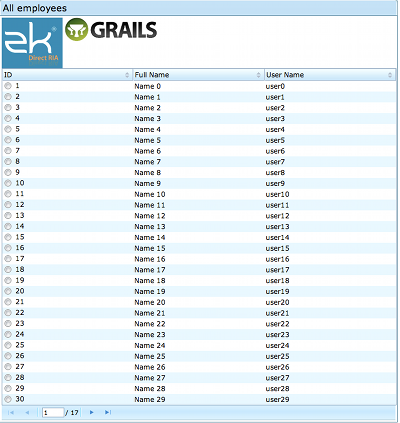 All employees
zk®
Direct RIA
GRAILS
ID Full Name User Name
1 Name 0 user0
2 Name 1 user1
3 Name 2 user2
4 Name 3 user3
5 Name 4 user4
6 Name 5 user5
7 Name 6 user6
8 Name 7 user7
9 Name 8 user8
10 Name 9 user9
11 Name 10 user10
12 Name 11 user11
13 Name 12 user12
14 Name 13 user13
15 Name 14 user14
16 Name 15 user15
17 Name 16 user16
18 Name 17 user17
19 Name 18 user18
20 Name 19 user19
21 Name 20 user20
22 Name 21 user21
23 Name 22 user22
24 Name 23 user23
25 Name 24 user24
26 Name 25 user25
27 Name 26 user26
28 Name 27 user27
29 Name 28 user28
30 Name 29 user29
1 / 17